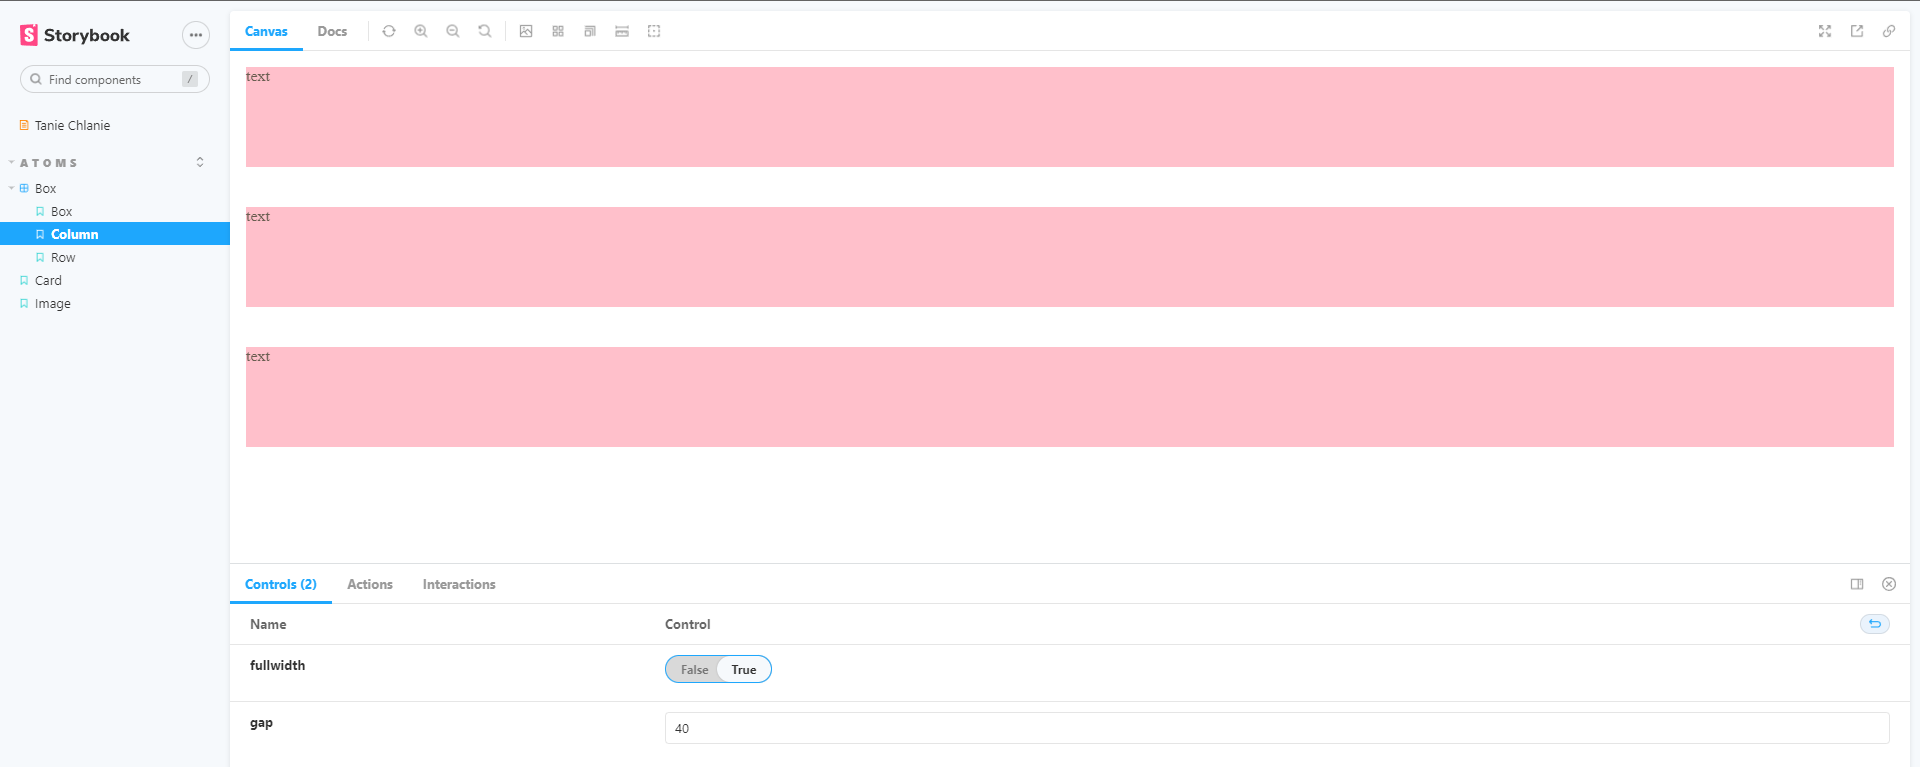 Storybook
Find components /
Tanie Chlanie
ATOMS
Box
Box
Column
Row
Card
Image
Canvas Docs
text
text
text
Controls (2) Actions Interactions
Name Control
fullwidth False True
gap 40